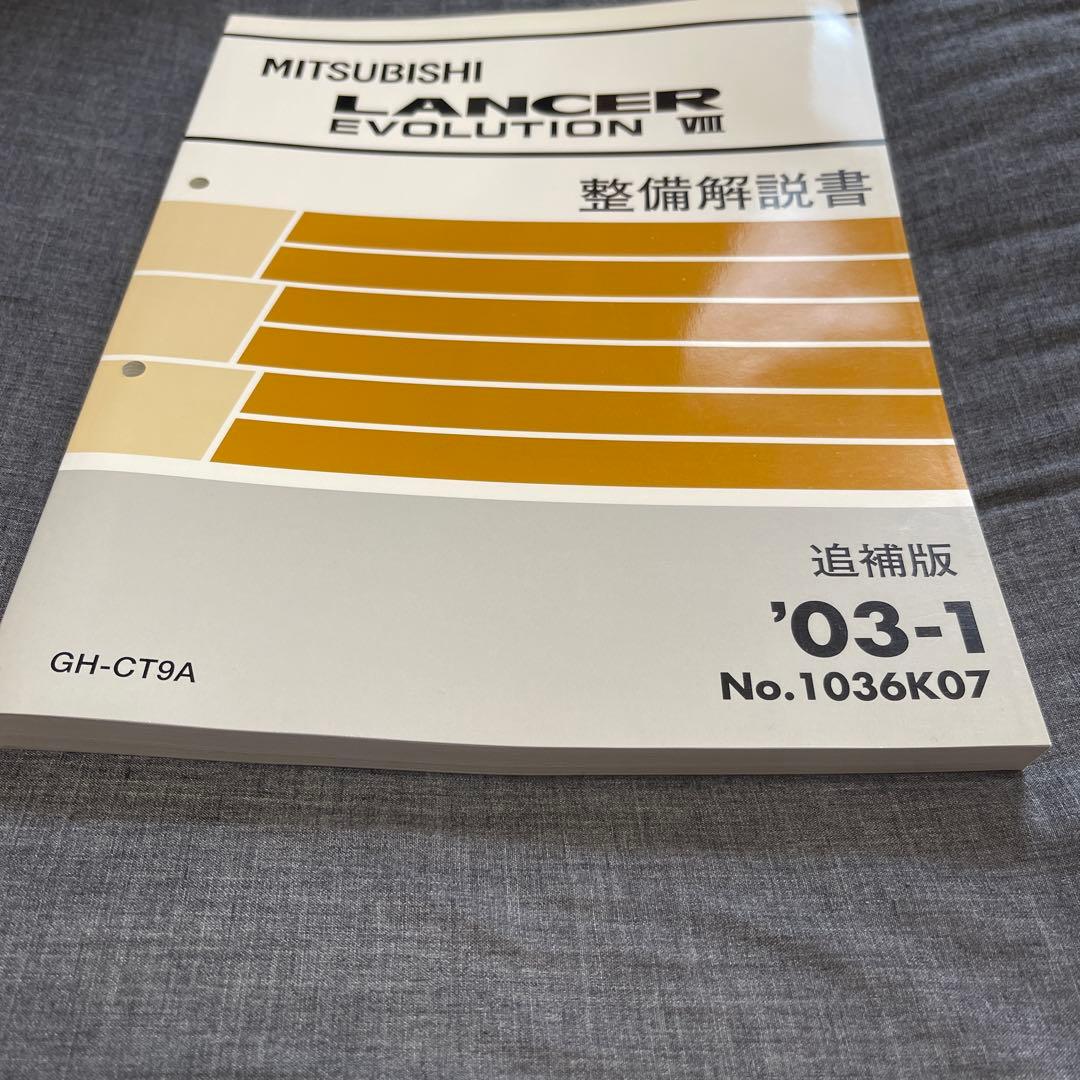 MITSUBISHI
LANCER
EVOLUTION VIII
整備解説書
追補版
'03-1
No.1036K07
GH-CT9A